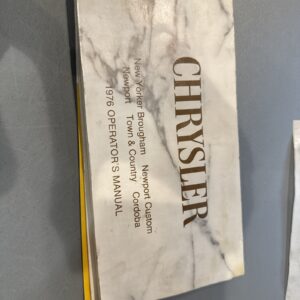 CHRYSLER
New Yorker Brougham Newport Custom
Newport Town & Country Cordoba
1976 OPERATOR'S MANUAL